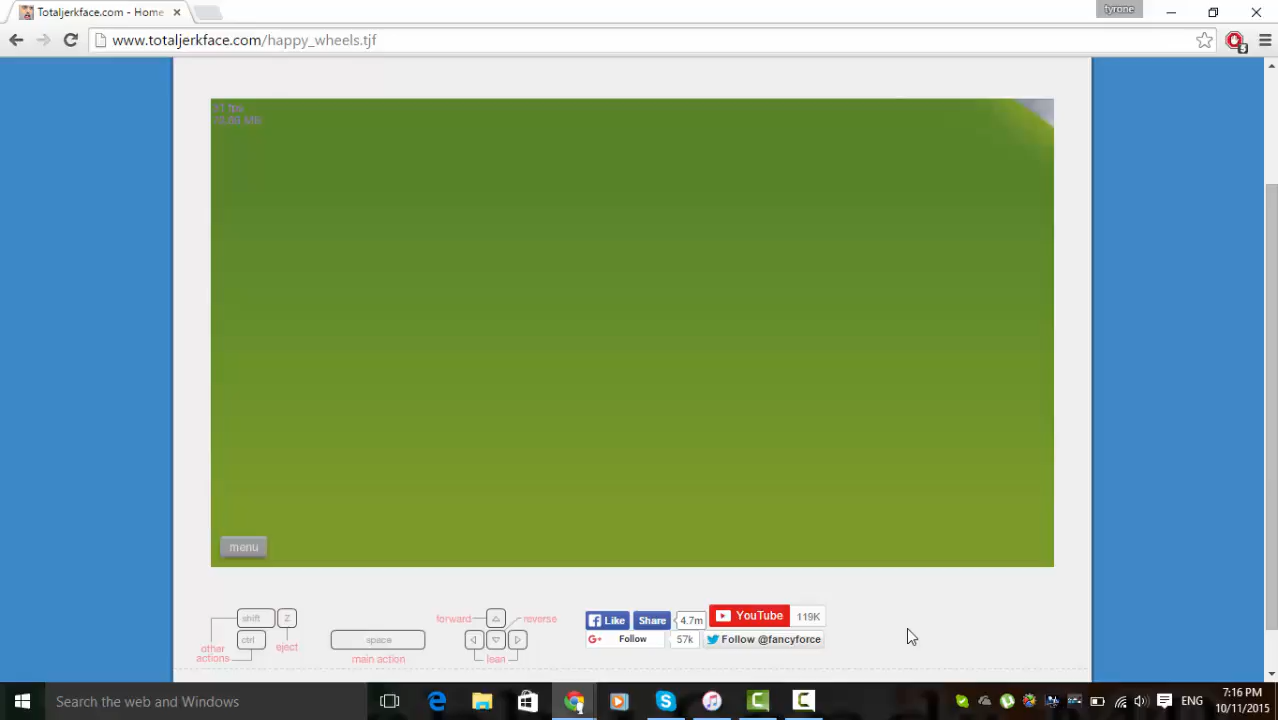 Totaljerkface.com - Home
tyrone
www.totaljerkface.com/happy_wheels.tjf
menu
shift
Z
ctrl
other
actions
eject
space
main action
forward
reverse
lean
Like
Share
4.7m
YouTube
119K
G+
Follow
57k
Follow @fancyforce
Search the web and Windows
ENG
7:16 PM
10/11/2015